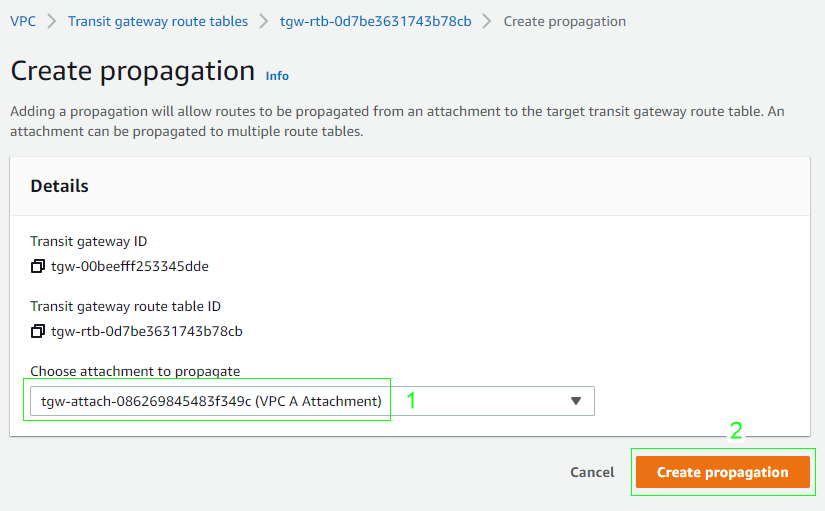 VPC > Transit gateway route tables > tgw-rtb-0d7be3631743b78cb > Create propagation
Create propagation Info
Adding a propagation will allow routes to be propagated from an attachment to the target transit gateway route table. An
attachment can be propagated to multiple route tables.
Details
Transit gateway ID
tgw-00beefff253345dde
Transit gateway route table ID
tgw-rtb-0d7be3631743b78cb
Choose attachment to propagate
tgw-attach-086269845483f349c (VPC A Attachment) 1
2
Cancel Create propagation